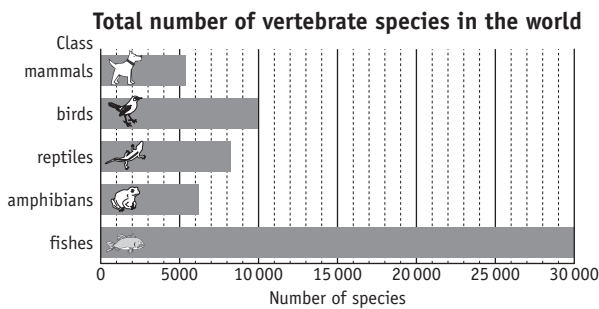 Total number of vertebrate species in the world
Class
mammals
birds
reptiles
amphibians
fishes
0 5000 10 000 15 000 20 000 25 000 30 000
Number of species